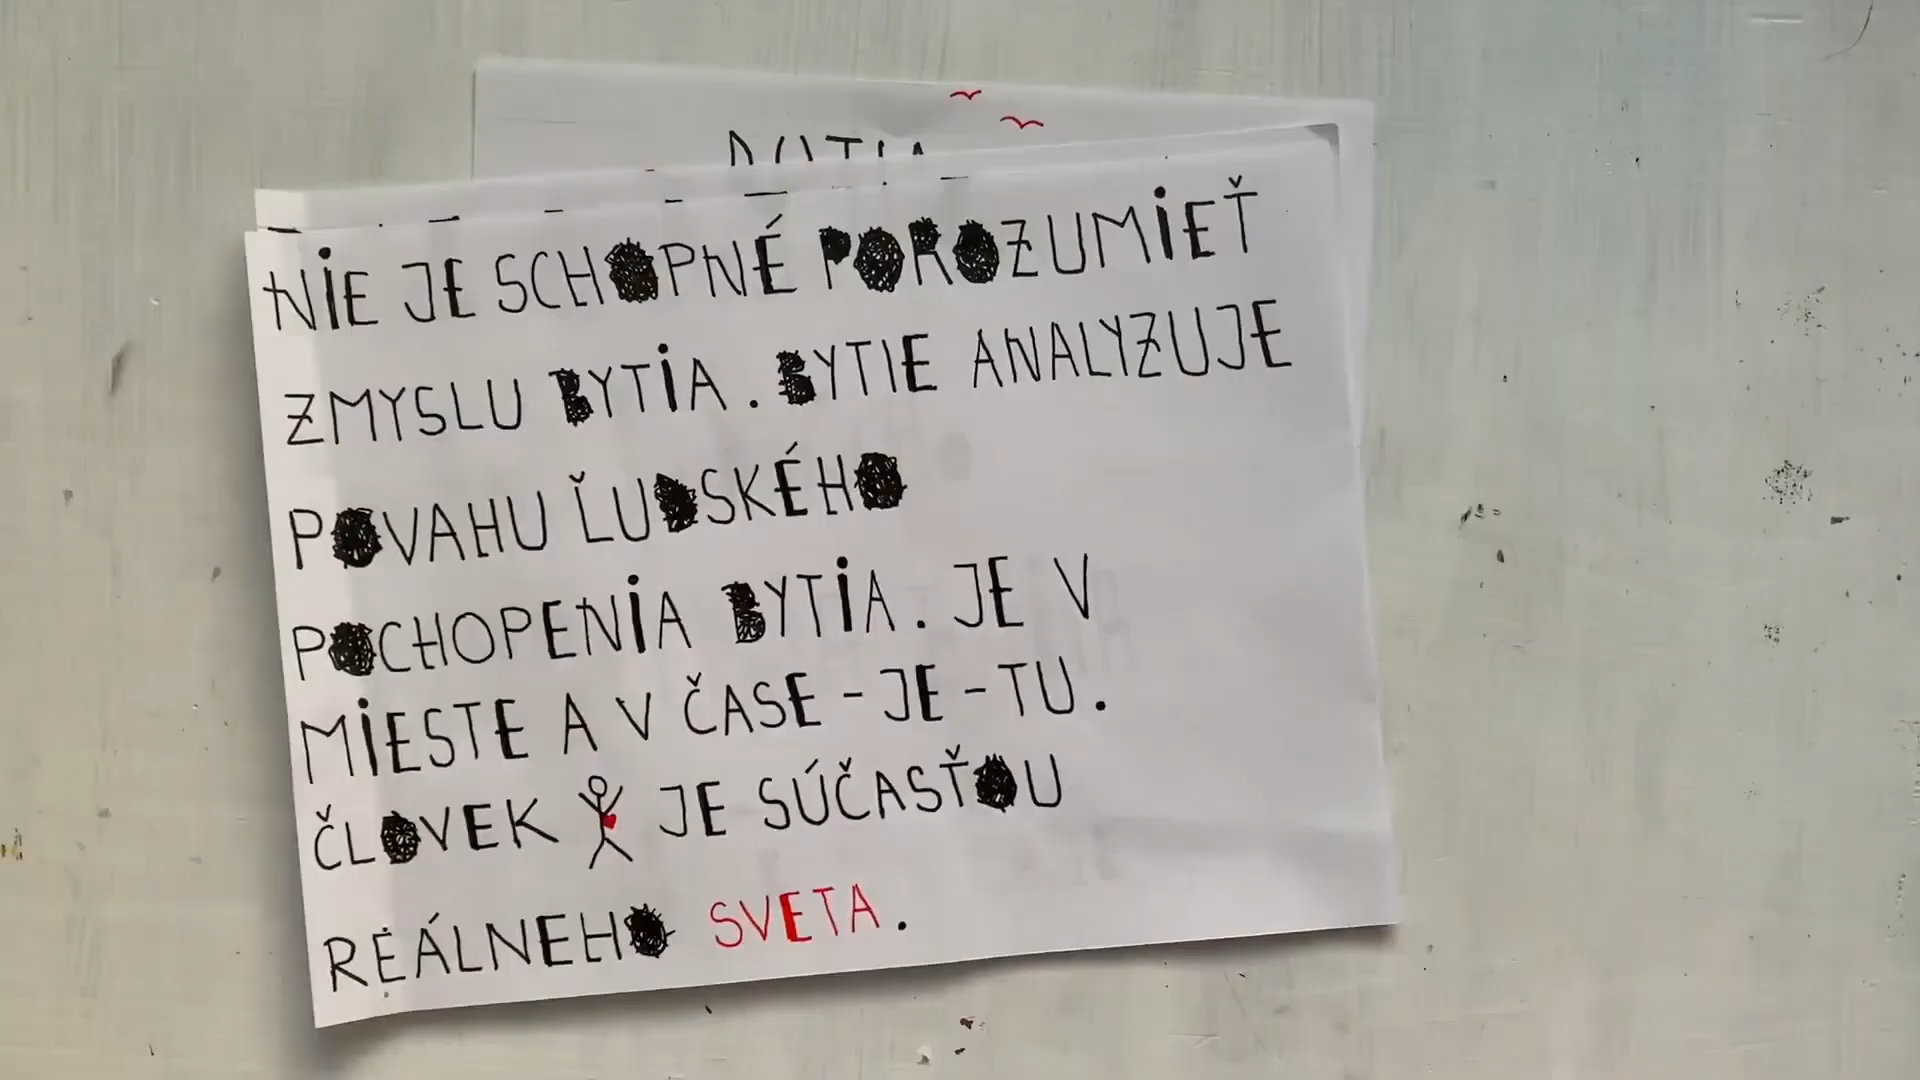 NIE JE SCHOPNÉ POROZUMIEŤ
ZMYSLU BYTIA. BYTIE ANALYZUJE
POVAHU ĽUDSKÉHO
POCHOPENIA BYTIA. JE V
MIESTE A V ČASE - JE - TU.
ČLOVEK JE SÚČASŤOU
REÁLNEHO SVETA.